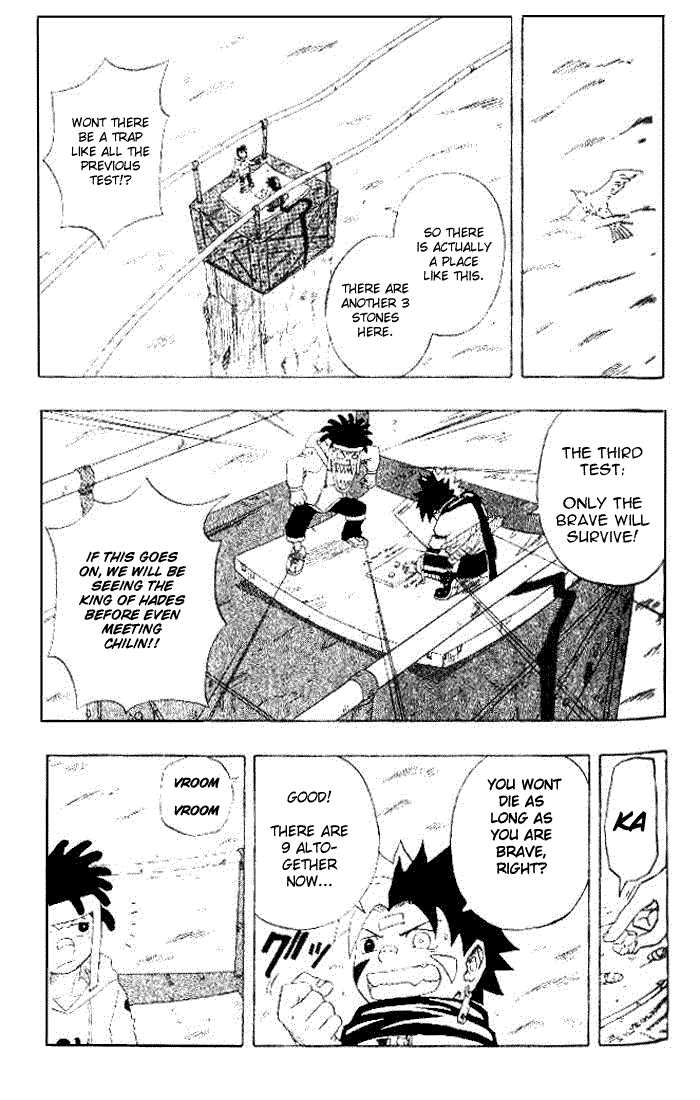 SO THERE
IS ACTUALLY
A PLACE
LIKE THIS.
THERE ARE
ANOTHER 3
STONES
HERE.
WONT THERE
BE A TRAP
LIKE ALL THE
PREVIOUS
TEST!?
THE THIRD
TEST:
ONLY THE
BRAVE WILL
SURVIVE!
IF THIS GOES
ON, WE WILL BE
SEEING THE
KING OF HADES
BEFORE EVEN
MEETING
CHILIN!!
KA
YOU WONT
DIE AS
LONG AS
YOU ARE
BRAVE,
RIGHT?
GOOD!
THERE ARE
9 ALTO-
GETHER
NOW...
グッ
VROOM
VROOM